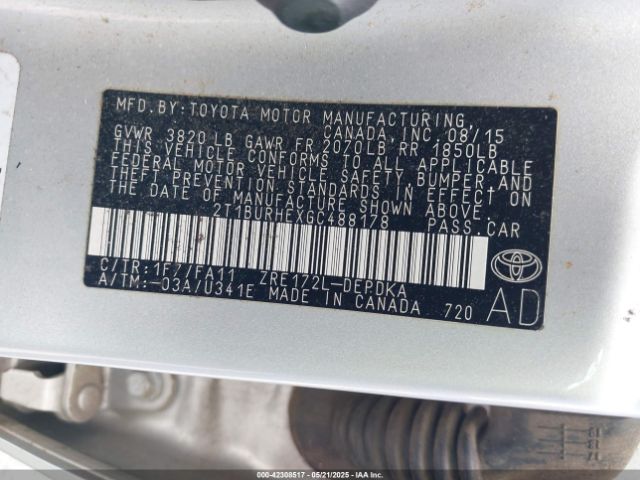 MFD. BY: TOYOTA MOTOR MANUFACTURING
CANADA, INC. 08/15
GVWR 3820 LB GAWR FR 2070LB RR 1850LB
THIS VEHICLE CONFORMS TO ALL APPLICABLE
FEDERAL MOTOR VEHICLE SAFETY, BUMPER, AND
THEFT PREVENTION STANDARDS IN EFFECT ON
THE DATE OF MANUFACTURE SHOWN ABOVE.
2T1BURHEXGC488178 PASS. CAR
C/TR: 1F7/FA11 ZRE172L-DEPDKA
A/TM: -03A/U341E MADE IN CANADA 720
AD
000-42308517 - 05/21/2025 - IAAI.COM